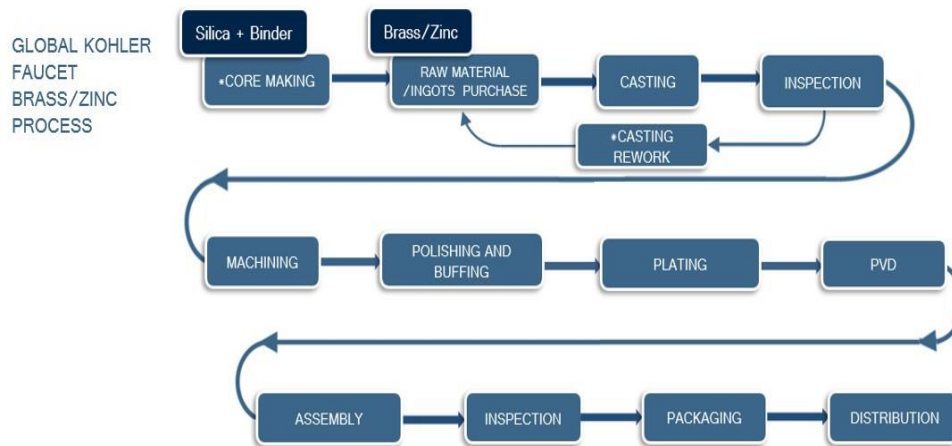 GLOBAL KOHLER
FAUCET
BRASS/ZINC
PROCESS
Silica + Binder
*CORE MAKING
Brass/Zinc
RAW MATERIAL
/INGOTS PURCHASE
CASTING
INSPECTION
*CASTING
REWORK
MACHINING
POLISHING AND
BUFFING
PLATING
PVD
ASSEMBLY
INSPECTION
PACKAGING
DISTRIBUTION